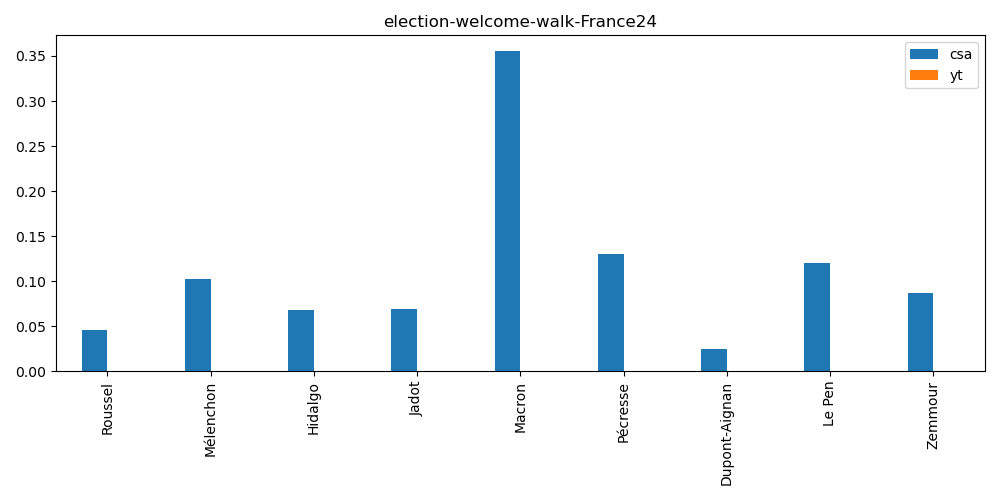 election-welcome-walk-France24
csa
yt
0.35
0.30
0.25
0.20
0.15
0.10
0.05
0.00
Roussel
Mélenchon
Hidalgo
Jadot
Macron
Pécresse
Dupont-Aignan
Le Pen
Zemmour